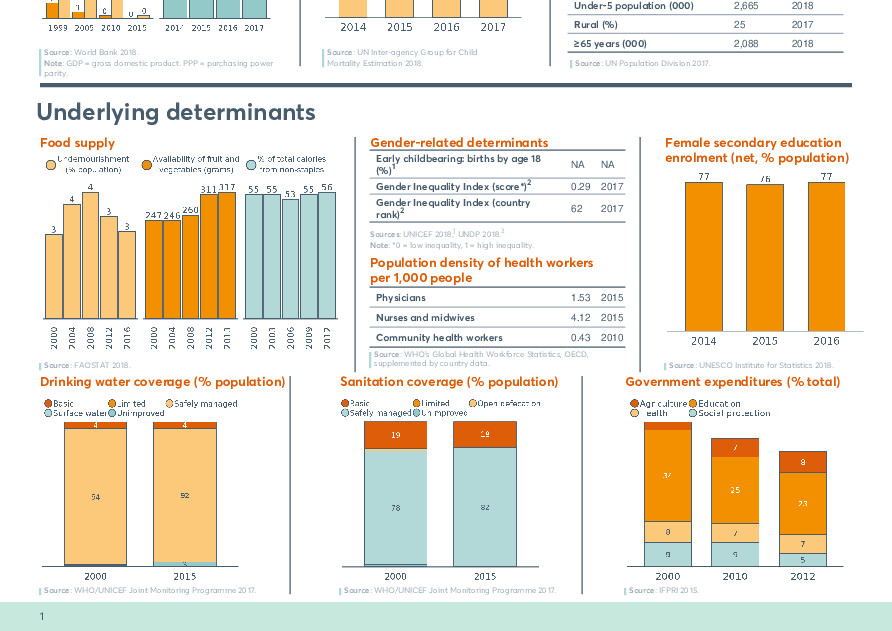 1 0 0
1999 2005 2010 2015
2014 2015 2016 2017
Source: World Bank 2018.
Note: GDP = gross domestic product. PPP = purchasing power
parity.
2014 2015 2016 2017
Source: UN Inter-agency Group for Child
Mortality Estimation 2018.
Under-5 population (000) 2,665 2018
Rural (%) 25 2017
≥65 years (000) 2,088 2018
Source: UN Population Division 2017.
Underlying determinants
Food supply
Undernourishment
(% population)
Availability of fruit and
vegetables (grams)
% of total calories
from non-staples
3 4 4 3 3
247 246 260 311 317
55 55 53 55 56
2000 2004 2008 2012 2016
2000 2004 2008 2012 2013
2000 2003 2006 2009 2012
Source: FAOSTAT 2018.
Gender-related determinants
Early childbearing: births by age 18
(%)¹ NA NA
Gender Inequality Index (score*)² 0.29 2017
Gender Inequality Index (country
rank)² 62 2017
Sources: UNICEF 2018,¹ UNDP 2018.²
Note: *0 = low inequality, 1 = high inequality.
Population density of health workers
per 1,000 people
Physicians 1.53 2015
Nurses and midwives 4.12 2015
Community health workers 0.43 2010
Source: WHO's Global Health Workforce Statistics, OECD,
supplemented by country data.
Female secondary education
enrolment (net, % population)
77 76 77
2014 2015 2016
Source: UNESCO Institute for Statistics 2018.
Drinking water coverage (% population)
Basic Limited Safely managed
Surface water Unimproved
4 4
94 92
3
2000 2015
Source: WHO/UNICEF Joint Monitoring Programme 2017.
Sanitation coverage (% population)
Basic Limited Open defecation
Safely managed Unimproved
19 18
78 82
2000 2015
Source: WHO/UNICEF Joint Monitoring Programme 2017.
Government expenditures (% total)
Agriculture Education
Health Social protection
7 8
34 25 23
8 7 7
9 9 5
2000 2010 2012
Source: IFPRI 2015.
1